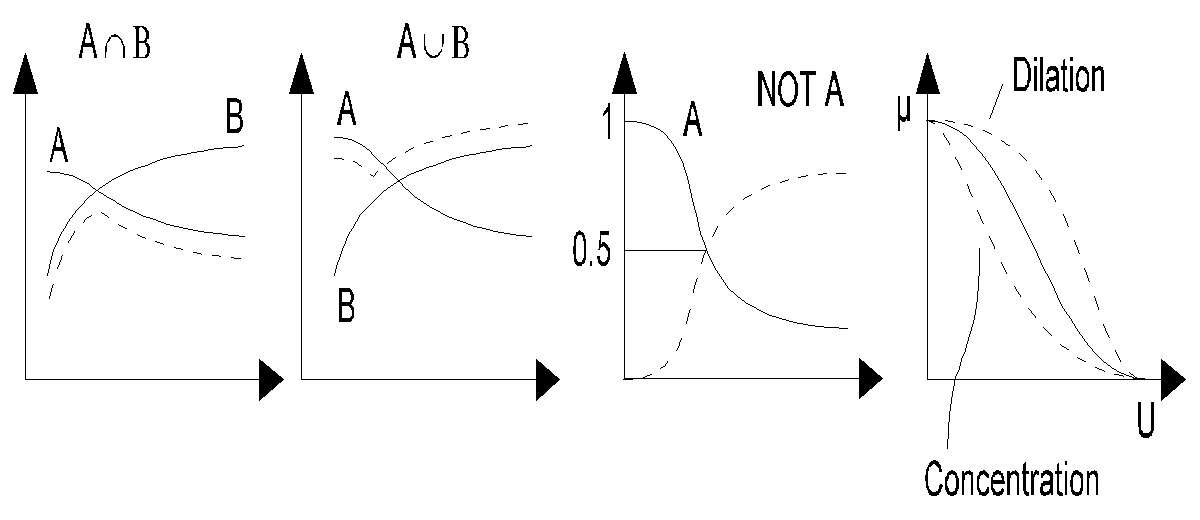 A∩B
A
B
A∪B
A
B
NOT A
1
A
0.5
μ
Dilation
U
Concentration